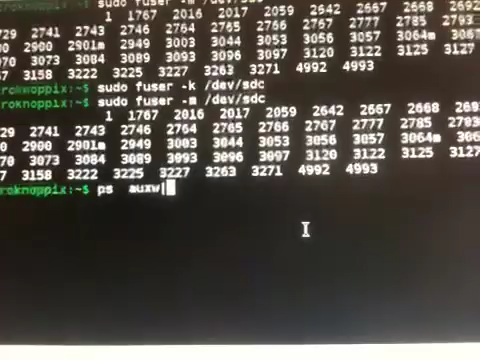 sudo fuser -m /dev/sdc
1 1767 2016 2017 2059 2642 2667 2668 2692
729 2741 2743 2746 2764 2765 2766 2767 2777 2785 2793
0 2900 2901m 2949 3003 3044 3053 3056 3057 3064m 306
70 3073 3084 3089 3093 3096 3097 3120 3122 3125 3127
7 3158 3222 3225 3227 3263 3271 4992 4993
roknoppix:~$ sudo fuser -k /dev/sdc
roknoppix:~$ sudo fuser -m /dev/sdc
1 1767 2016 2017 2059 2642 2667 2668 269
29 2741 2743 2746 2764 2765 2766 2767 2777 2785 2793
0 2900 2901m 2949 3003 3044 3053 3056 3057 3064m 306
70 3073 3084 3089 3093 3096 3097 3120 3122 3125 3127
7 3158 3222 3225 3227 3263 3271 4992 4993
roknoppix:~$ ps auxw|